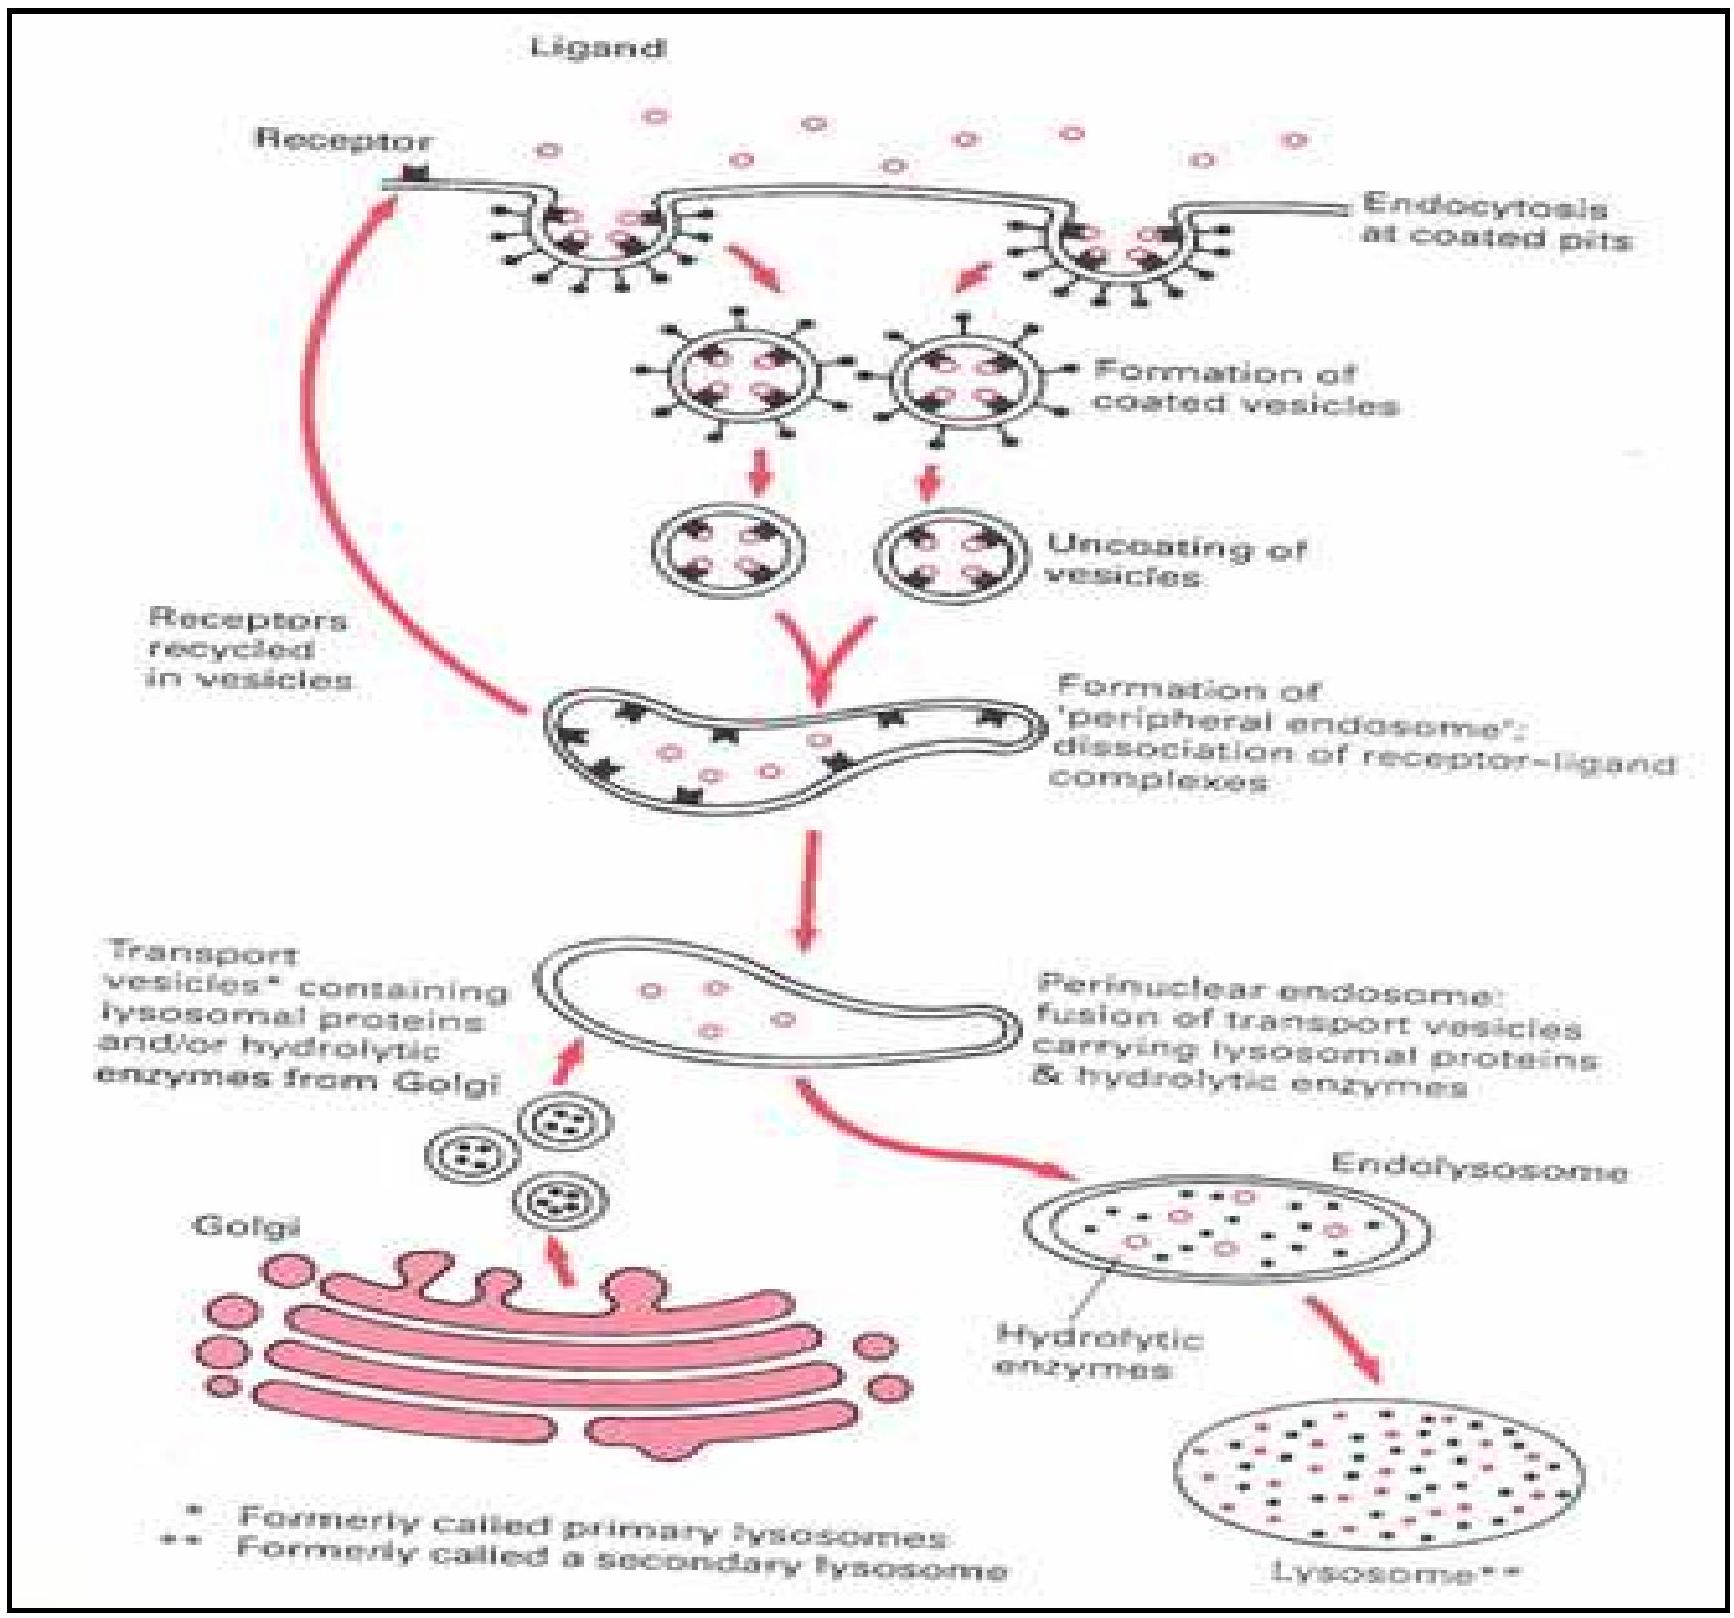 Ligand
Receptor
Endocytosis
at coated pits
Formation of
coated vesicles
Uncoating of
vesicles
Receptors
recycled
in vesicles
Formation of
'peripheral endosome':
dissociation of receptor-ligand
complexes
Transport
vesicles* containing
lysosomal proteins
and/or hydrolytic
enzymes from Golgi
Perinuclear endosome:
fusion of transport vesicles
carrying lysosomal proteins
& hydrolytic enzymes
Endolysosome
Golgi
Hydrolytic
enzymes
* Formerly called primary lysosomes
** Formerly called a secondary lysosome
Lysosome**